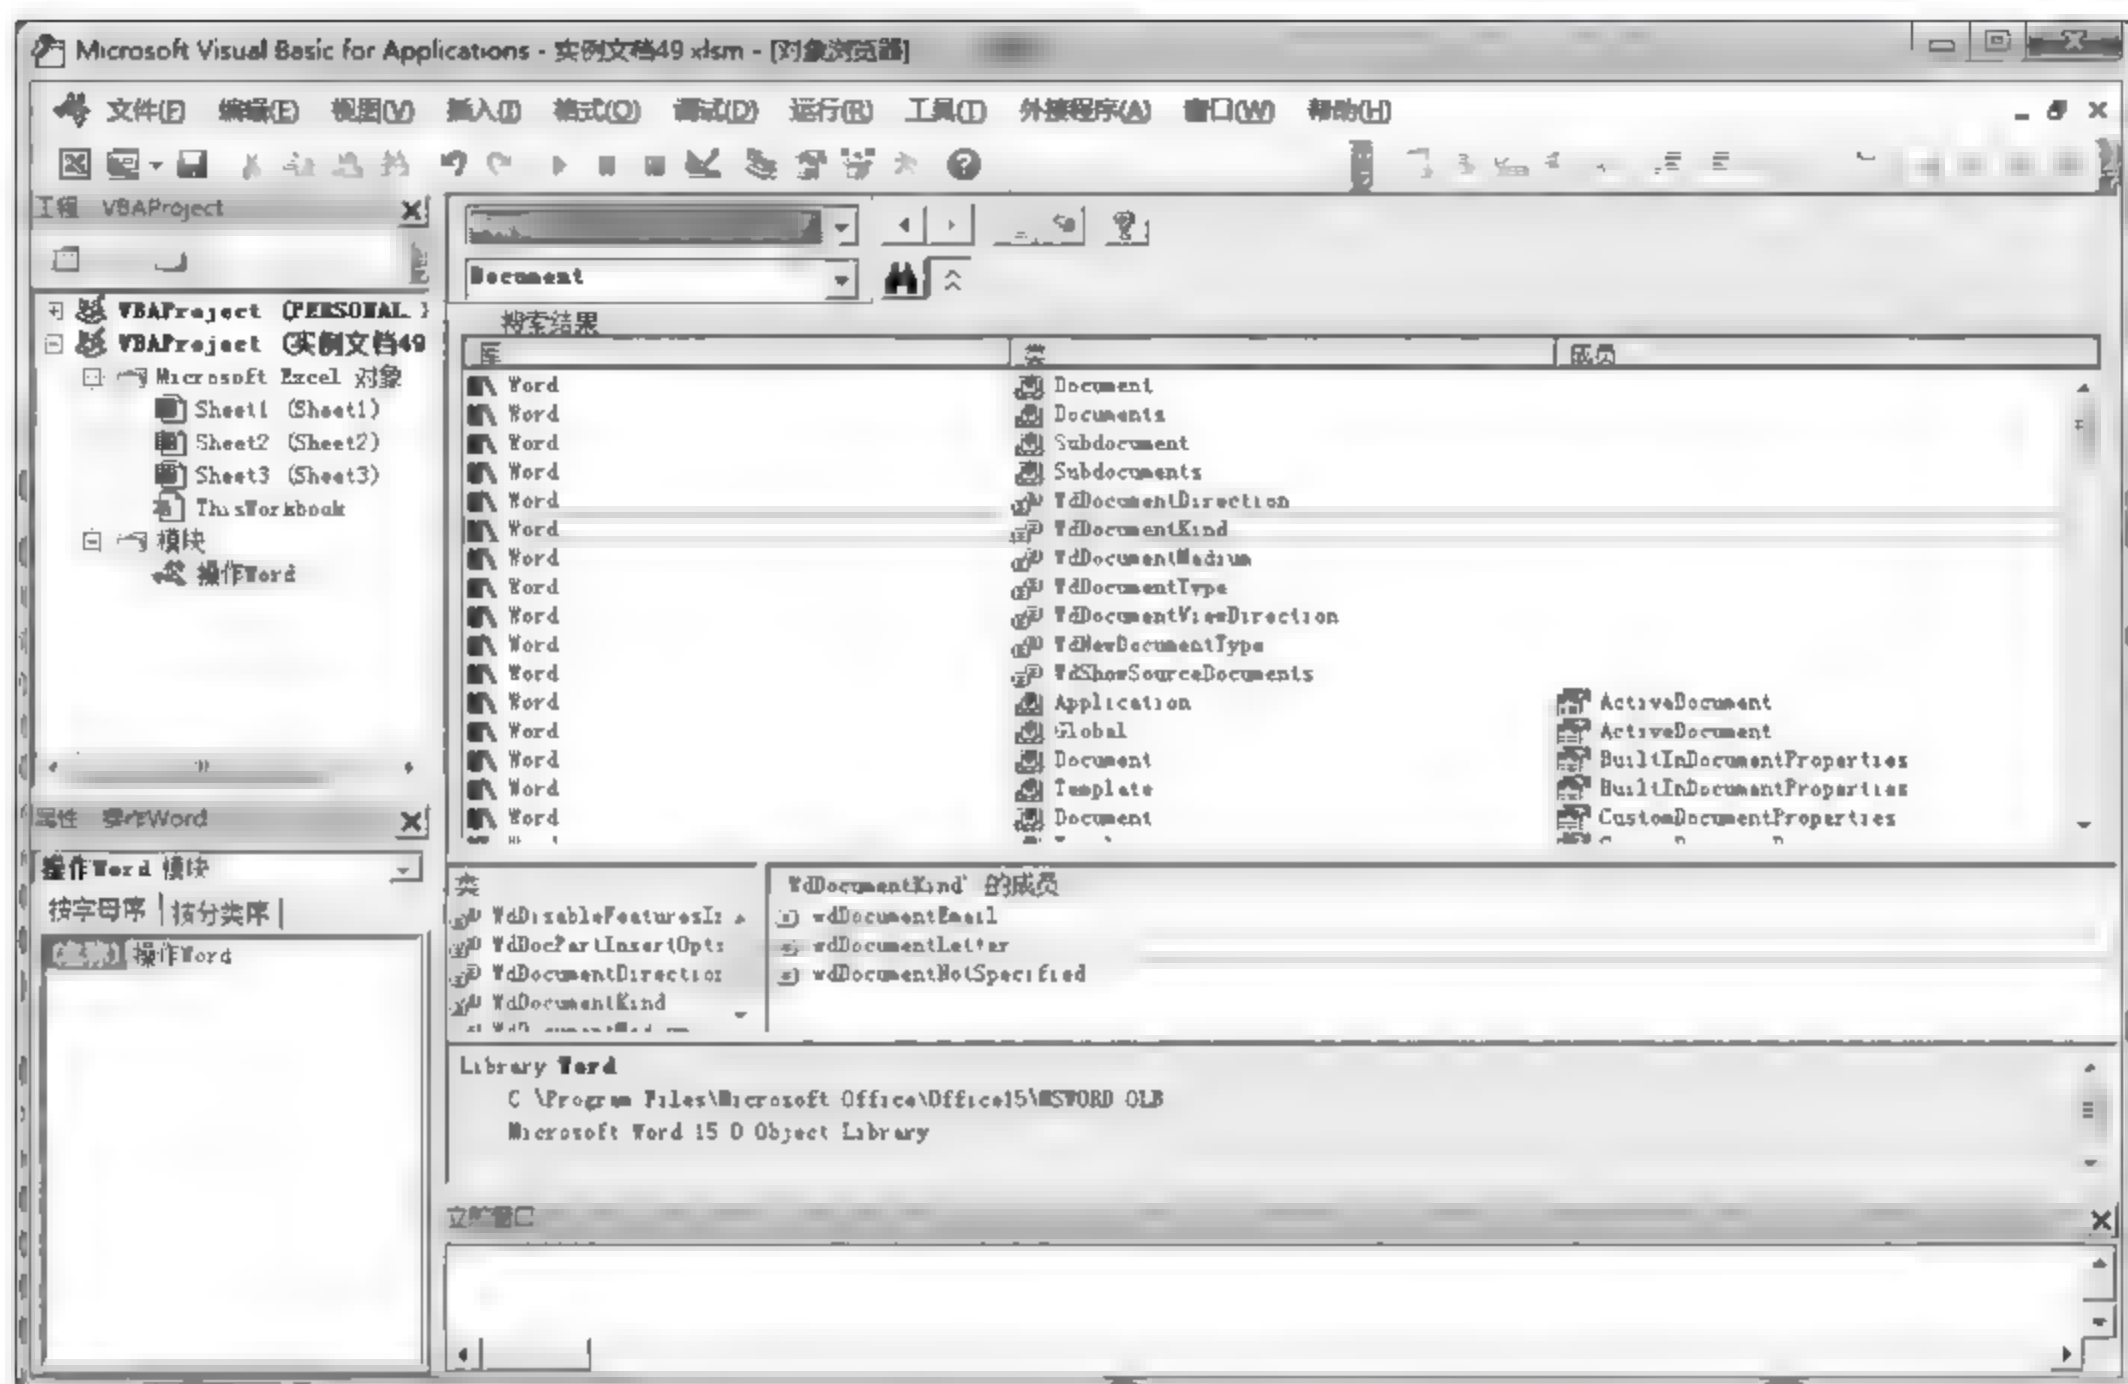 Microsoft Visual Basic for Applications - 实例文档49.xlsm - [对象浏览器]
文件(F) 编辑(E) 视图(V) 插入(I) 格式(O) 调试(D) 运行(R) 工具(T) 外接程序(A) 窗口(W) 帮助(H)
工程 VBAProject
VBAProject (PERSONAL.
VBAProject (实例文档49
Microsoft Excel 对象
Sheet1 (Sheet1)
Sheet2 (Sheet2)
Sheet3 (Sheet3)
ThisWorkbook
模块
操作Word
属性 操作Word
操作Word 模块
按字母序 按分类序
(名称) 操作Word
Document
搜索结果
库 类 成员
Word Document
Word Documents
Word Subdocument
Word Subdocuments
Word WdDocumentDirection
Word WdDocumentKind
Word WdDocumentMedium
Word WdDocumentType
Word WdDocumentViewDirection
Word WdNewDocumentType
Word WdShowSourceDocuments
Word Application ActiveDocument
Word Global ActiveDocument
Word Document BuiltInDocumentProperties
Word Template BuiltInDocumentProperties
Word Document CustomDocumentProperties
类
WdDisableFeaturesI
WdDocPartInsertOpt
WdDocumentDirection
WdDocumentKind
WdDocumentMedium
"WdDocumentKind" 的成员
wdDocumentEmail
wdDocumentLetter
wdDocumentNotSpecified
Library Word
C:\Program Files\Microsoft Office\Office15\MSWORD.OLB
Microsoft Word 15.0 Object Library
立即窗口